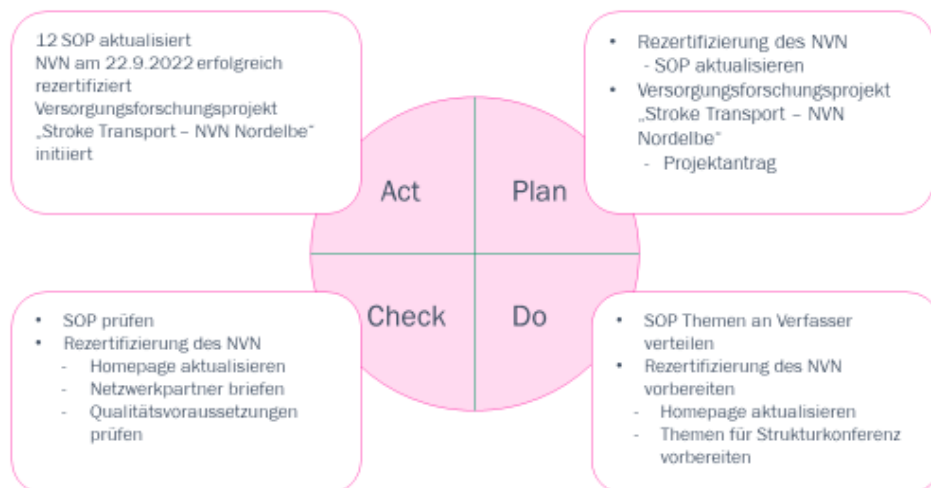 12 SOP aktualisiert
NVN am 22.9.2022 erfolgreich
rezertifiziert
Versorgungsforschungsprojekt
„Stroke Transport – NVN Nordelbe“
initiiert
• Rezertifizierung des NVN
- SOP aktualisieren
• Versorgungsforschungsprojekt
„Stroke Transport – NVN
Nordelbe“
- Projektantrag
Act
Plan
Check
Do
• SOP prüfen
• Rezertifizierung des NVN
- Homepage aktualisieren
- Netzwerkpartner briefen
- Qualitätsvoraussetzungen
prüfen
• SOP Themen an Verfasser
verteilen
• Rezertifizierung des NVN
vorbereiten
- Homepage aktualisieren
- Themen für Strukturkonferenz
vorbereiten